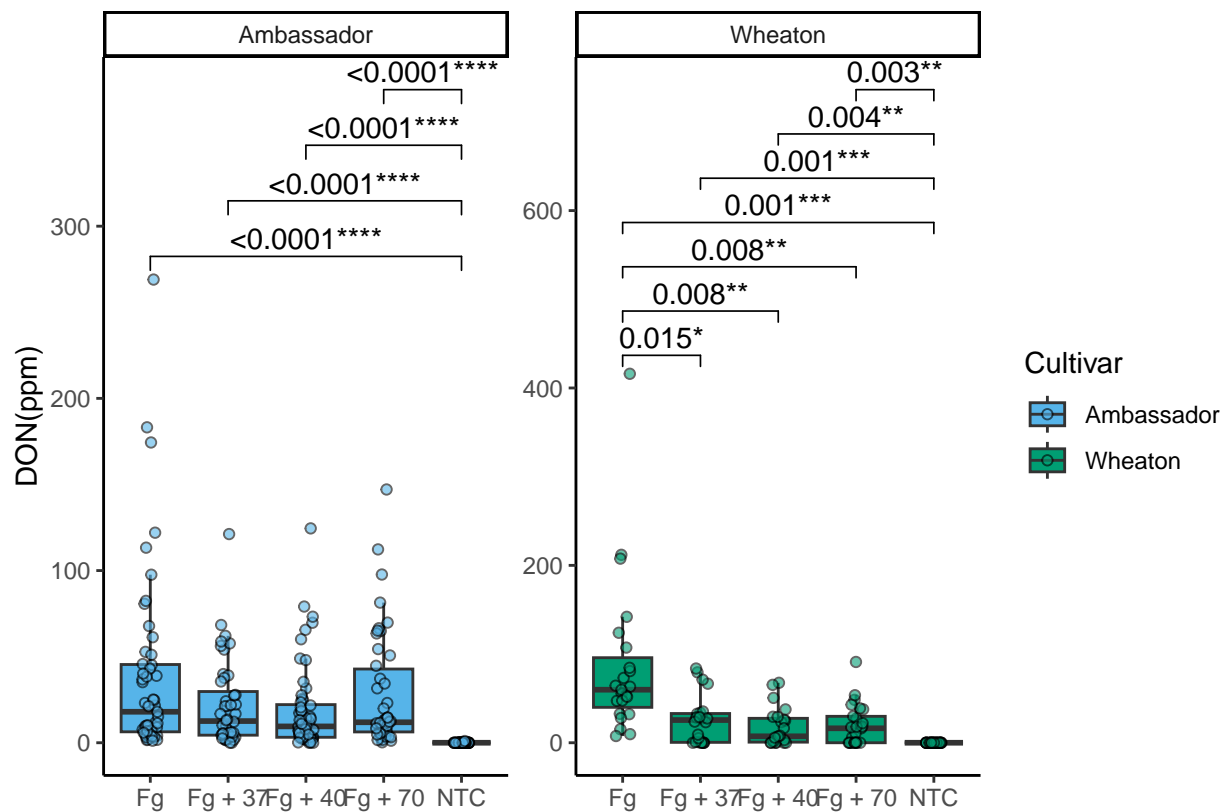 Ambassador
Wheaton
<0.0001****
<0.0001****
<0.0001****
<0.0001****
0.003**
0.004**
0.001***
0.001***
0.008**
0.008**
0.015*
DON(ppm)
300
200
100
0
600
400
200
0
Fg
Fg + 37
Fg + 40
Fg + 70
NTC
Fg
Fg + 37
Fg + 40
Fg + 70
NTC
Cultivar
Ambassador
Wheaton